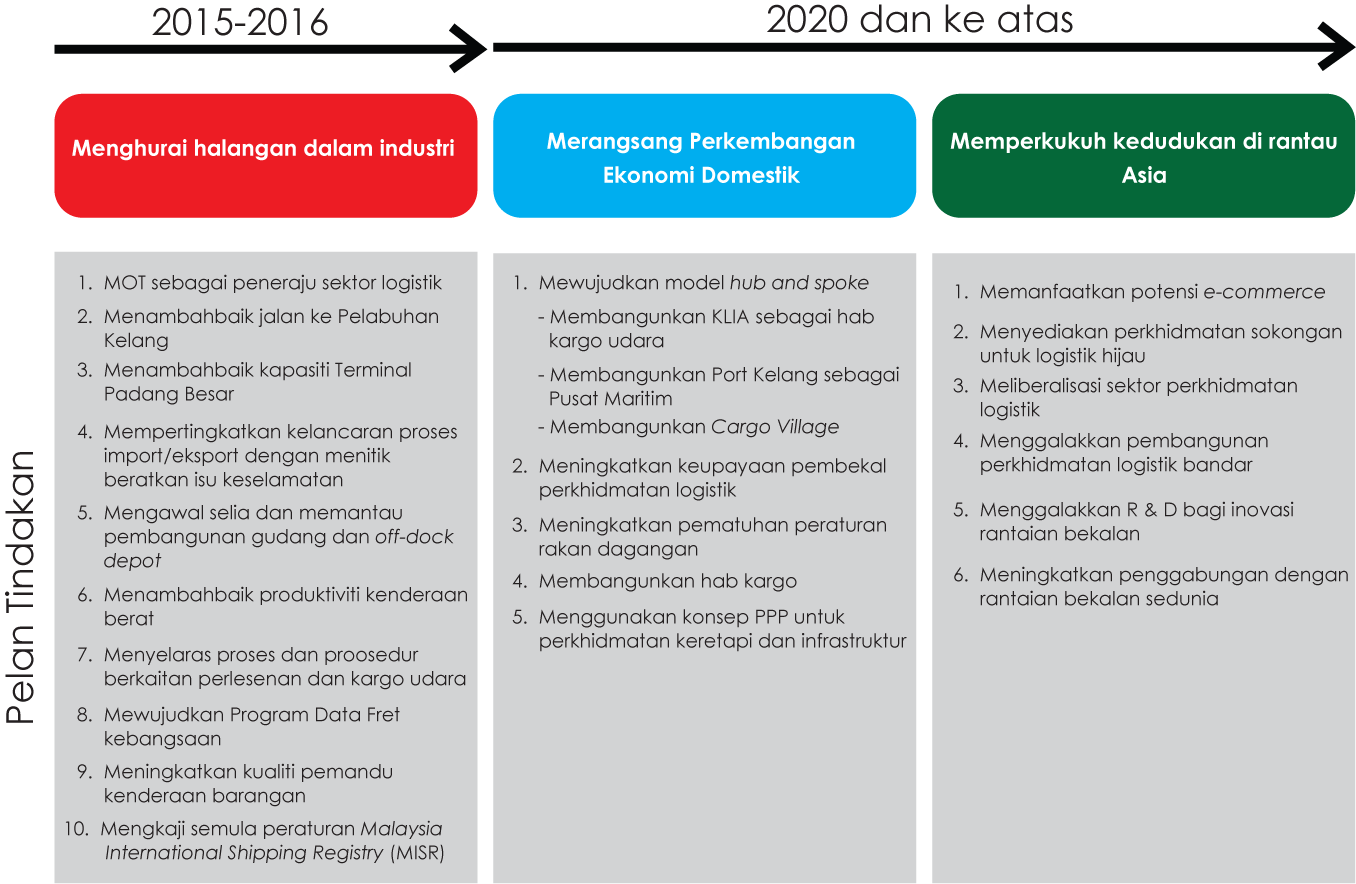 2015-2016
2020 dan ke atas
Menghurai halangan dalam industri
Merangsang Perkembangan
Ekonomi Domestik
Memperkukuh kedudukan di rantau
Asia
Pelan Tindakan
1. MOT sebagai peneraju sektor logistik
2. Menambahbaik jalan ke Pelabuhan
Kelang
3. Menambahbaik kapasiti Terminal
Padang Besar
4. Mempertingkatkan kelancaran proses
import/eksport dengan menitik
beratkan isu keselamatan
5. Mengawal selia dan memantau
pembangunan gudang dan off-dock
depot
6. Menambahbaik produktiviti kenderaan
berat
7. Menyelaras proses dan proosedur
berkaitan perlesenan dan kargo udara
8. Mewujudkan Program Data Fret
kebangsaan
9. Meningkatkan kualiti pemandu
kenderaan barangan
10. Mengkaji semula peraturan Malaysia
International Shipping Registry (MISR)
1. Mewujudkan model hub and spoke
- Membangunkan KLIA sebagai hab
kargo udara
- Membangunkan Port Kelang sebagai
Pusat Maritim
- Membangunkan Cargo Village
2. Meningkatkan keupayaan pembekal
perkhidmatan logistik
3. Meningkatkan pematuhan peraturan
rakan dagangan
4. Membangunkan hab kargo
5. Menggunakan konsep PPP untuk
perkhidmatan keretapi dan infrastruktur
1. Memanfaatkan potensi e-commerce
2. Menyediakan perkhidmatan sokongan
untuk logistik hijau
3. Meliberalisasi sektor perkhidmatan
logistik
4. Menggalakkan pembangunan
perkhidmatan logistik bandar
5. Menggalakkan R & D bagi inovasi
rantaian bekalan
6. Meningkatkan penggabungan dengan
rantaian bekalan sedunia